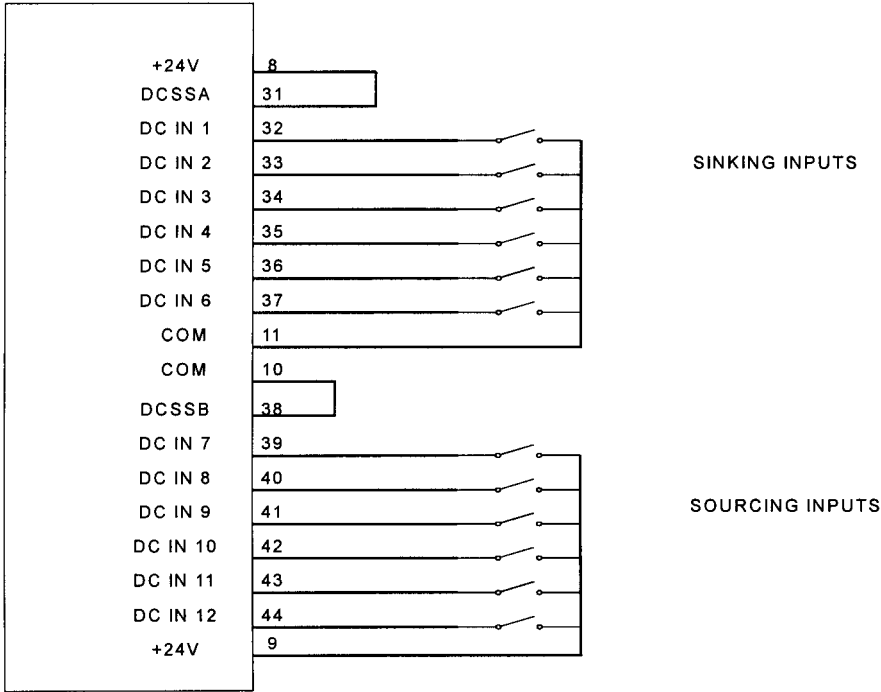 +24V 8
DCSSA 31
DC IN 1 32
DC IN 2 33
SINKING INPUTS
DC IN 3 34
DC IN 4 35
DC IN 5 36
DC IN 6 37
COM 11
COM 10
DCSSB 38
DC IN 7 39
DC IN 8 40
DC IN 9 41
SOURCING INPUTS
DC IN 10 42
DC IN 11 43
DC IN 12 44
+24V 9